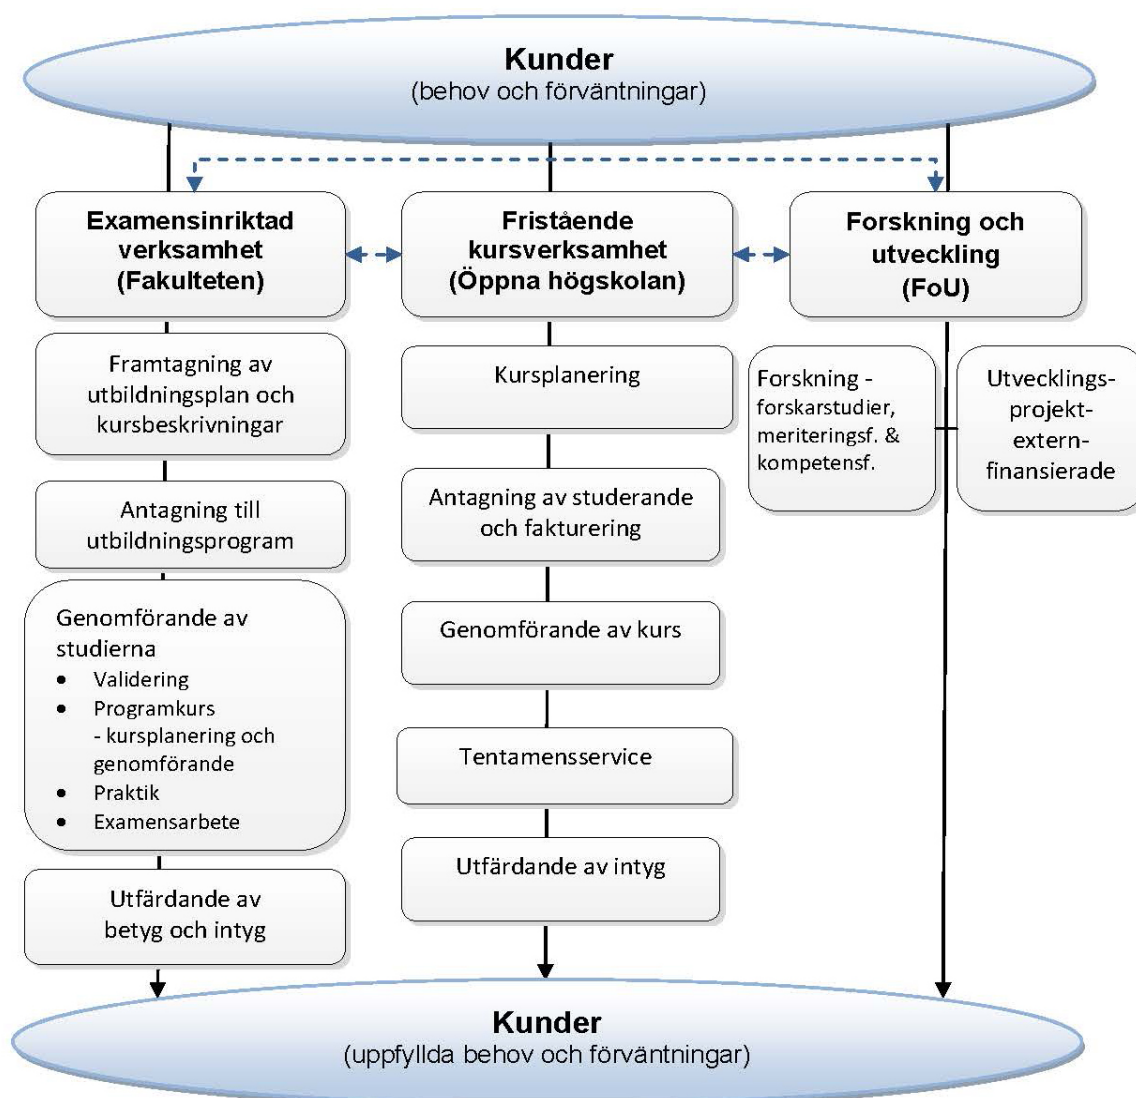 Kunder
(behov och förväntningar)
Examensinriktad
verksamhet
(Fakulteten)
Framtagning av
utbildningsplan och
kursbeskrivningar
Antagning till
utbildningsprogram
Genomförande av
studierna
• Validering
• Programkurs
- kursplanering och
genomförande
• Praktik
• Examensarbete
Utfärdande av
betyg och intyg
Fristående
kursverksamhet
(Öppna högskolan)
Kursplanering
Antagning av studerande
och fakturering
Genomförande av kurs
Tentamensservice
Utfärdande av intyg
Forskning och
utveckling
(FoU)
Forskning -
forskarstudier,
meriteringsf. &
kompetensf.
Utvecklings-
projekt-
extern-
finansierade
Kunder
(uppfyllda behov och förväntningar)